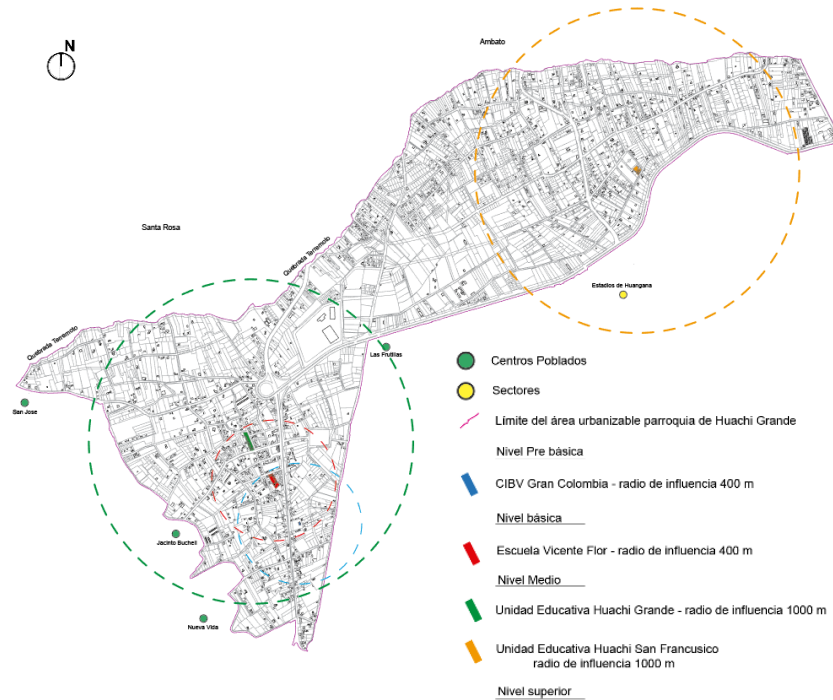 N
Ambato
Santa Rosa
Quebrada Terremoto
Estadios de Huangana
Quebrada Terremoto
Las Frutillas
San Jose
Jacinto Bucheli
Nueva Vida
Centros Poblados
Sectores
Límite del área urbanizable parroquia de Huachi Grande
Nivel Pre básica
CIBV Gran Colombia - radio de influencia 400 m
Nivel básica
Escuela Vicente Flor - radio de influencia 400 m
Nivel Medio
Unidad Educativa Huachi Grande - radio de influencia 1000 m
Unidad Educativa Huachi San Francusico
radio de influencia 1000 m
Nivel superior